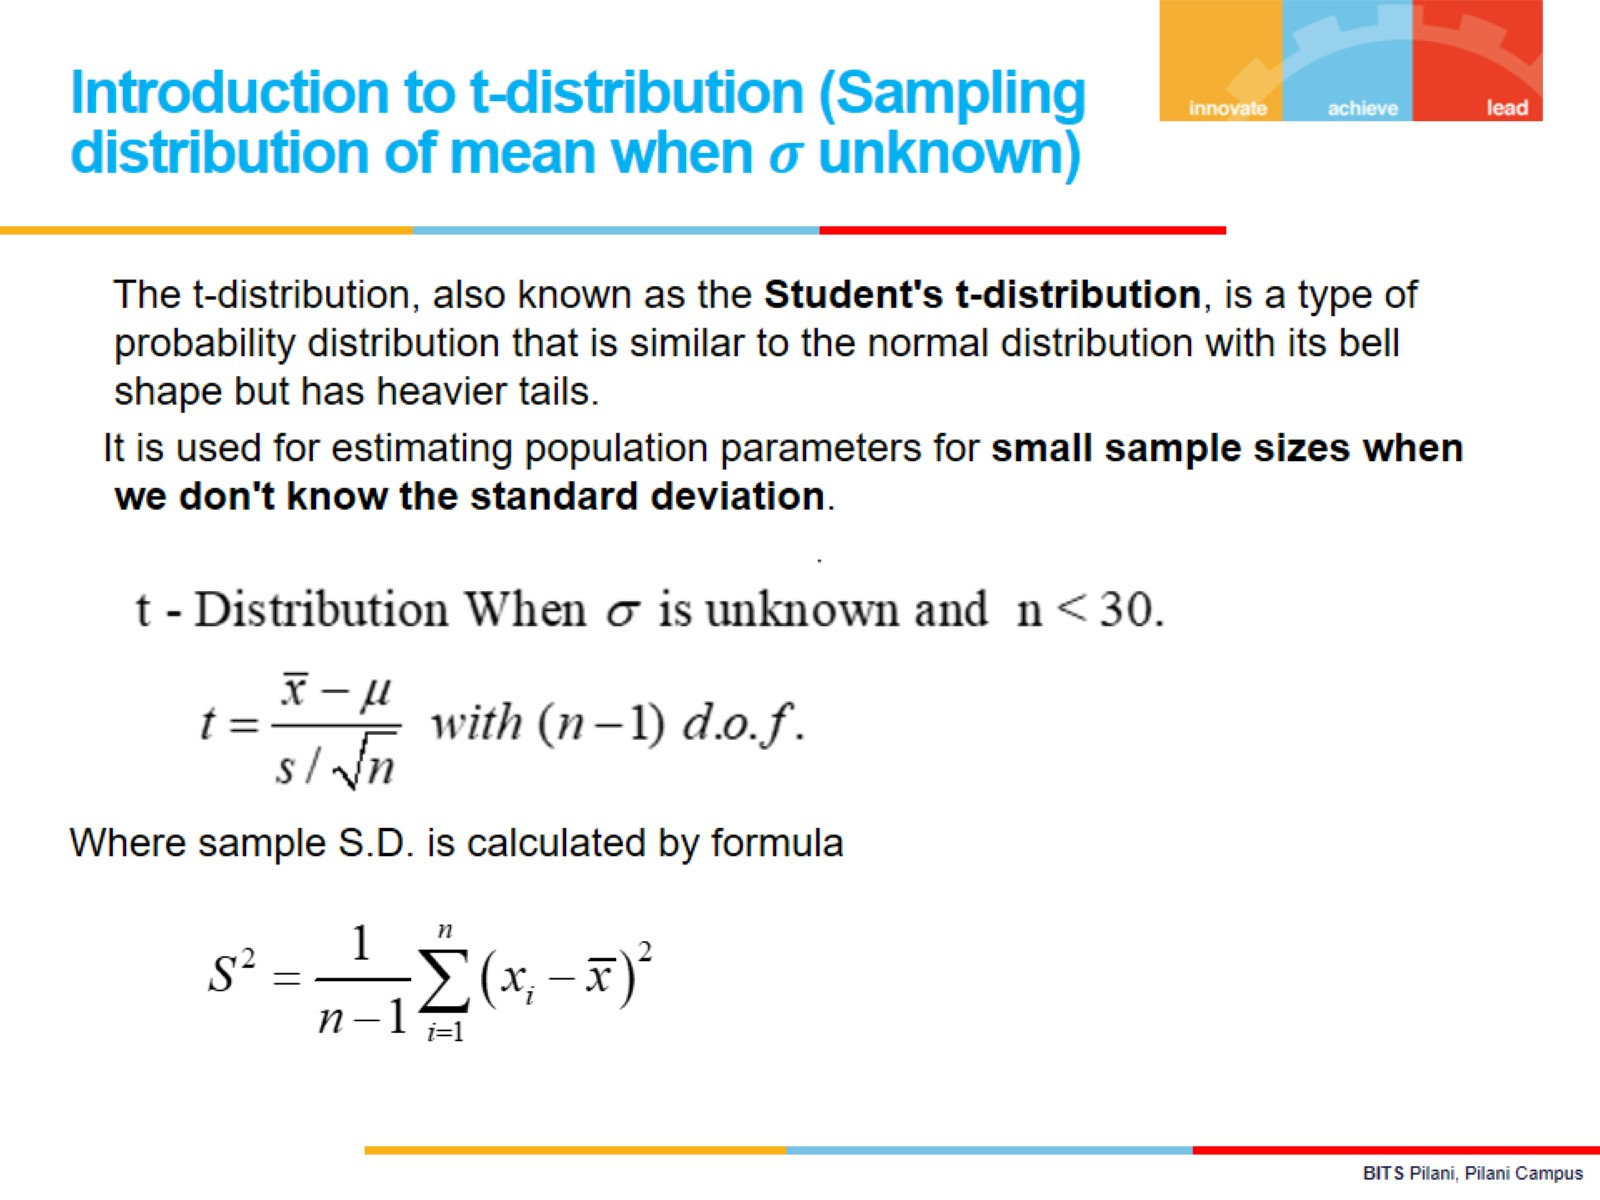 innovate achieve lead
Introduction to t-distribution (Sampling
distribution of mean when σ unknown)
The t-distribution, also known as the Student's t-distribution, is a type of
probability distribution that is similar to the normal distribution with its bell
shape but has heavier tails.
It is used for estimating population parameters for small sample sizes when
we don't know the standard deviation.
t - Distribution When σ is unknown and n < 30.
t = (x̅ − μ) / (s / √n) with (n − 1) d.o.f.
Where sample S.D. is calculated by formula
S² = 1/(n − 1) ∑ᵢ₌₁ⁿ (xᵢ − x̅)²
BITS Pilani, Pilani Campus